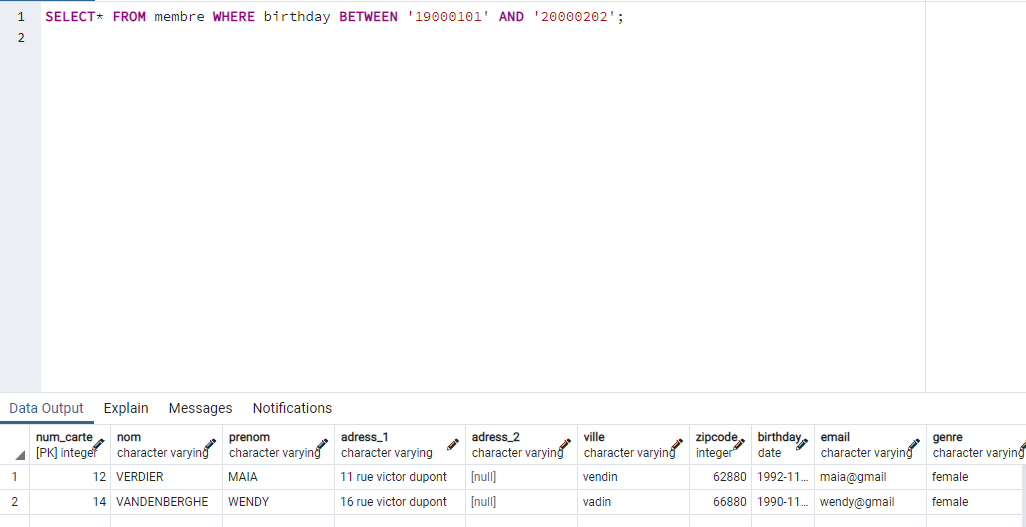 1 SELECT* FROM membre WHERE birthday BETWEEN '19000101' AND '20000202';
2
Data Output Explain Messages Notifications
num_carte nom prenom adress_1 adress_2 ville zipcode birthday email genre
[PK] integer character varying character varying character varying character varying character varying integer date character varying character varying
1 12 VERDIER MAIA 11 rue victor dupont [null] vendin 62880 1992-11... maia@gmail female
2 14 VANDENBERGHE WENDY 16 rue victor dupont [null] vadin 66880 1990-11... wendy@gmail female